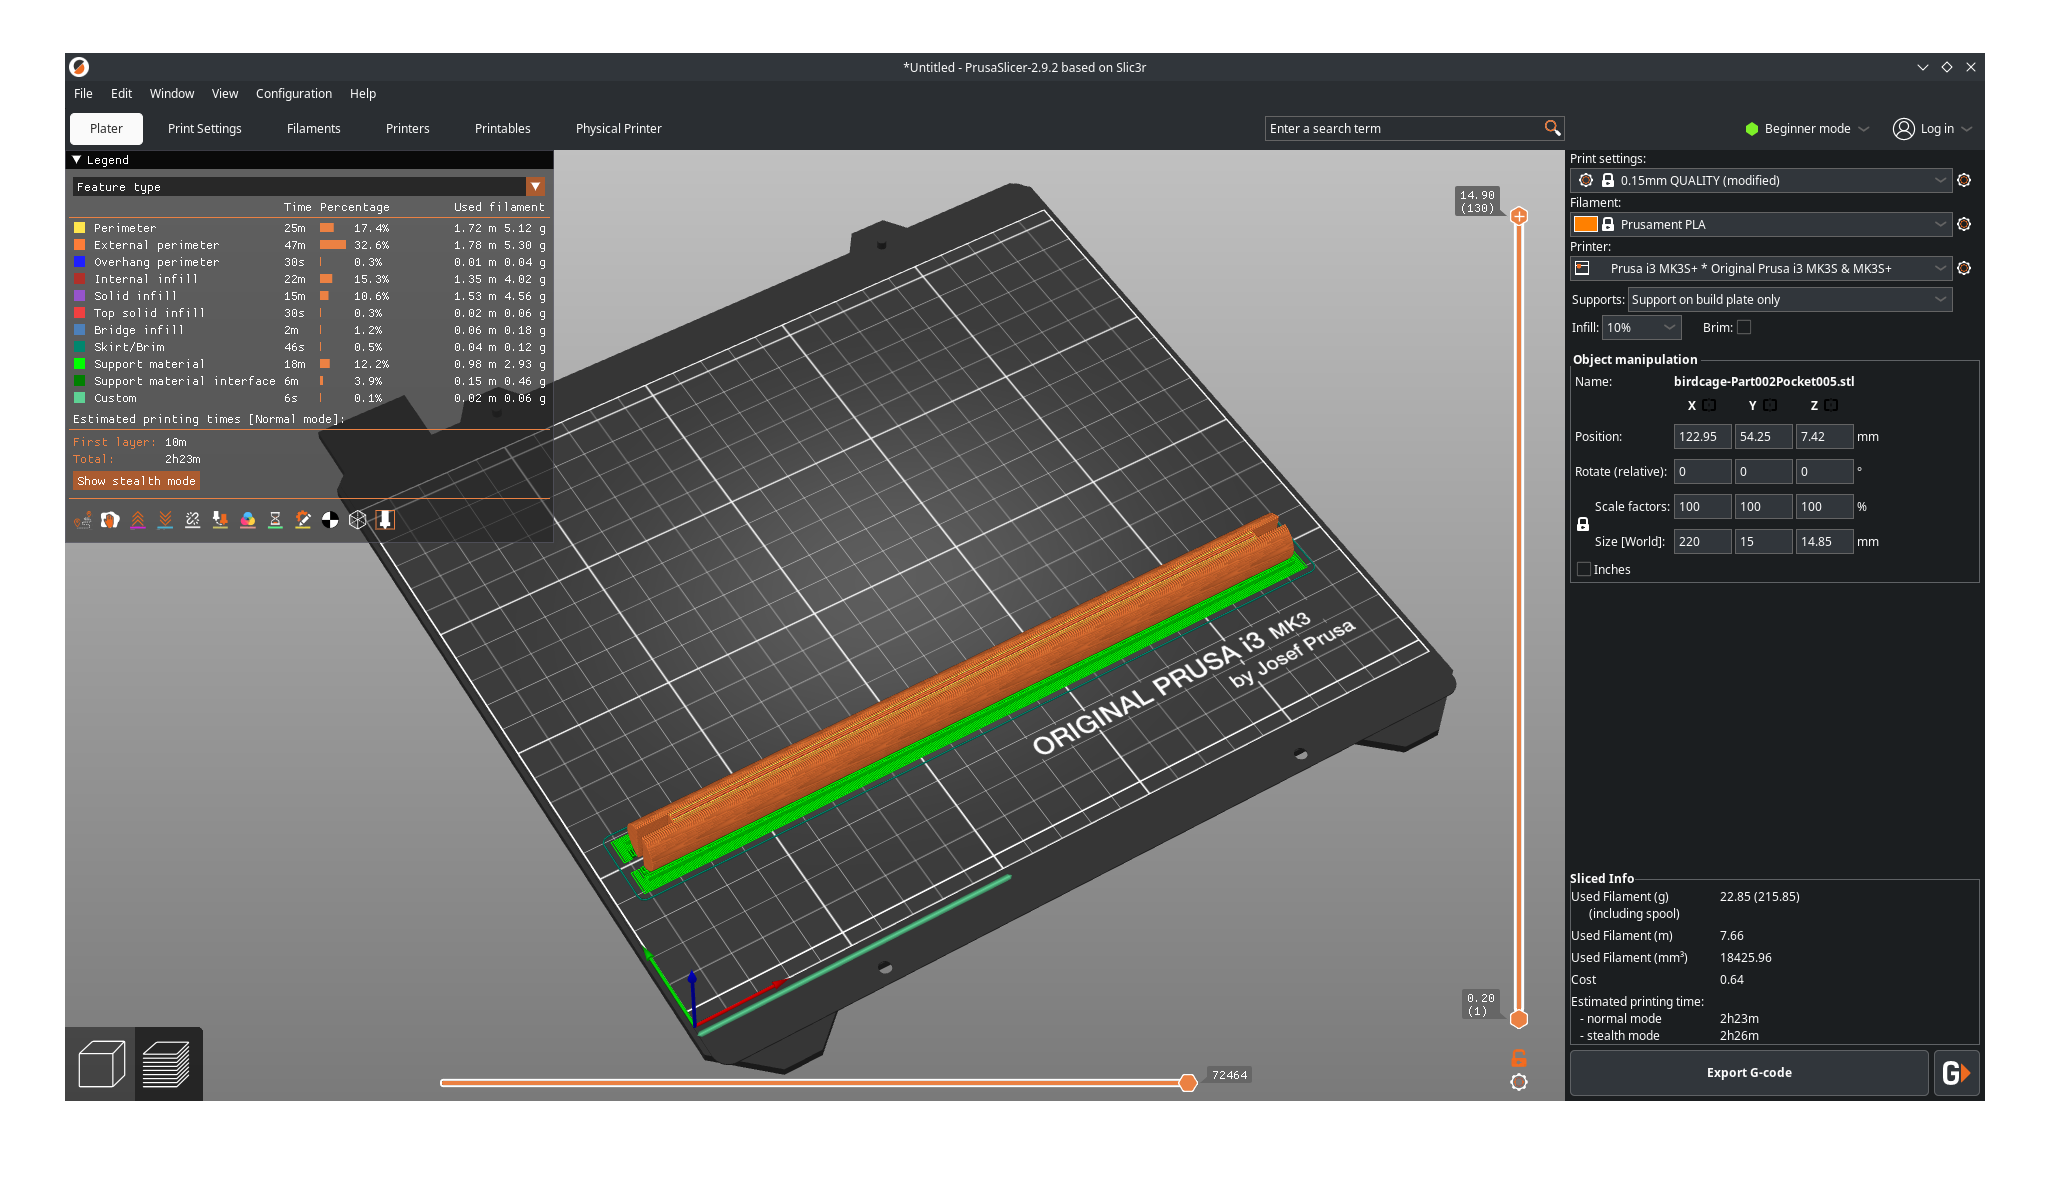 *Untitled - PrusaSlicer-2.9.2 based on Slic3r
File Edit Window View Configuration Help
Plater Print Settings Filaments Printers Printables Physical Printer Enter a search term Beginner mode Log in
Legend
Feature type
Time Percentage Used filament
Perimeter 25m 17.4% 1.72 m 5.12 g
External perimeter 47m 32.6% 1.78 m 5.30 g
Overhang perimeter 30s 0.3% 0.01 m 0.04 g
Internal infill 22m 15.3% 1.35 m 4.02 g
Solid infill 15m 10.6% 1.53 m 4.56 g
Top solid infill 30s 0.3% 0.02 m 0.06 g
Bridge infill 2m 1.2% 0.06 m 0.18 g
Skirt/Brim 46s 0.5% 0.04 m 0.12 g
Support material 18m 12.2% 0.98 m 2.93 g
Support material interface 6m 3.9% 0.15 m 0.46 g
Custom 6s 0.1% 0.02 m 0.06 g
Estimated printing times [Normal mode]:
First layer: 10m
Total: 2h23m
Show stealth mode
14.90
(130)
ORIGINAL PRUSA i3 MK3
by Josef Prusa
0.20
(1)
72464
Print settings:
0.15mm QUALITY (modified)
Filament:
Prusament PLA
Printer:
Prusa i3 MK3S+ * Original Prusa i3 MK3S & MK3S+
Supports: Support on build plate only
Infill: 10% Brim:
Object manipulation
Name: birdcage-Part002Pocket005.stl
X Y Z
Position: 122.95 54.25 7.42 mm
Rotate (relative): 0 0 0 °
Scale factors: 100 100 100 %
Size [World]: 220 15 14.85 mm
Inches
Sliced Info
Used Filament (g) 22.85 (215.85)
(including spool)
Used Filament (m) 7.66
Used Filament (mm³) 18425.96
Cost 0.64
Estimated printing time:
- normal mode 2h23m
- stealth mode 2h26m
Export G-code G